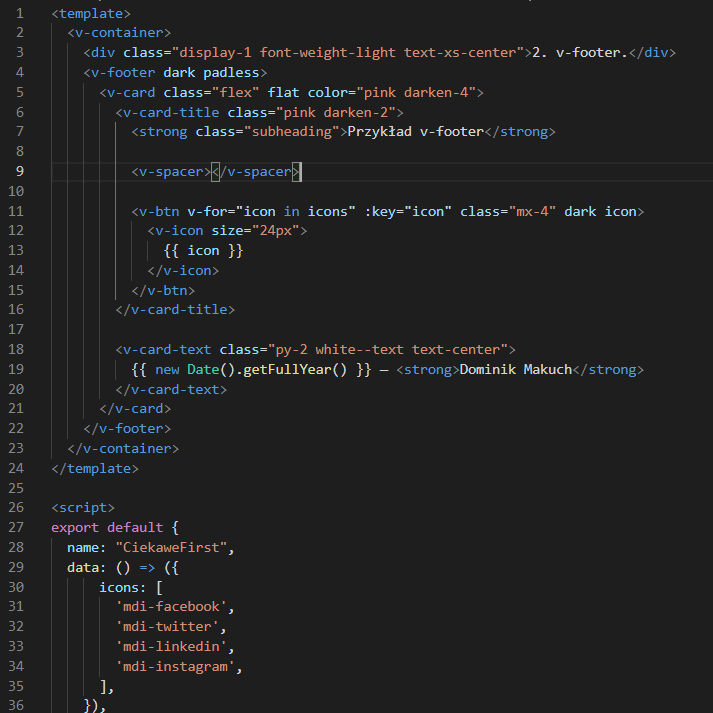 1 <template>
2 <v-container>
3 <div class="display-1 font-weight-light text-xs-center">2. v-footer.</div>
4 <v-footer dark padless>
5 <v-card class="flex" flat color="pink darken-4">
6 <v-card-title class="pink darken-2">
7 <strong class="subheading">Przykład v-footer</strong>
8
9 <v-spacer></v-spacer>
10
11 <v-btn v-for="icon in icons" :key="icon" class="mx-4" dark icon>
12 <v-icon size="24px">
13 {{ icon }}
14 </v-icon>
15 </v-btn>
16 </v-card-title>
17
18 <v-card-text class="py-2 white--text text-center">
19 {{ new Date().getFullYear() }} — <strong>Dominik Makuch</strong>
20 </v-card-text>
21 </v-card>
22 </v-footer>
23 </v-container>
24 </template>
25
26 <script>
27 export default {
28 name: "CiekaweFirst",
29 data: () => ({
30 icons: [
31 'mdi-facebook',
32 'mdi-twitter',
33 'mdi-linkedin',
34 'mdi-instagram',
35 ],
36 }),